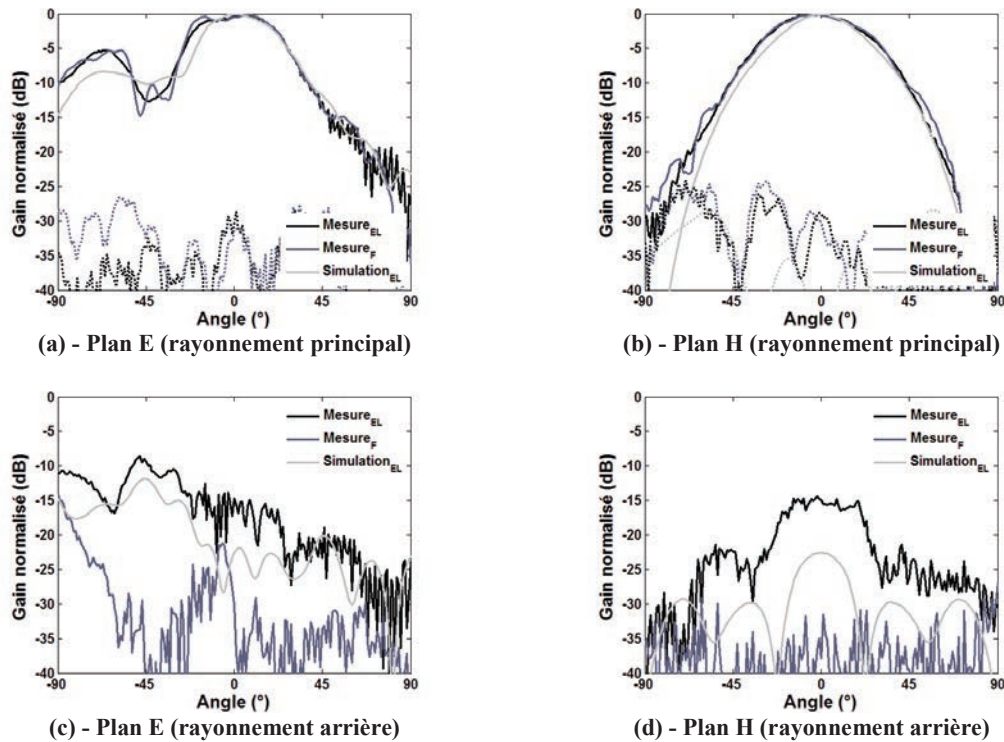 0
-5
-10
-15
-20
-25
-30
-35
-40
Gain normalisé (dB)
Mesure_EL
Mesure_F
Simulation_EL
-90 -45 0 45 90
Angle (°)
(a) - Plan E (rayonnement principal)
0
-5
-10
-15
-20
-25
-30
-35
-40
Gain normalisé (dB)
Mesure_EL
Mesure_F
Simulation_EL
-90 -45 0 45 90
Angle (°)
(b) - Plan H (rayonnement principal)
0
-5
-10
-15
-20
-25
-30
-35
-40
Gain normalisé (dB)
Mesure_EL
Mesure_F
Simulation_EL
-90 -45 0 45 90
Angle (°)
(c) - Plan E (rayonnement arrière)
0
-5
-10
-15
-20
-25
-30
-35
-40
Gain normalisé (dB)
Mesure_EL
Mesure_F
Simulation_EL
-90 -45 0 45 90
Angle (°)
(d) - Plan H (rayonnement arrière)